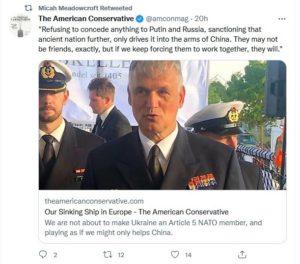 Micah Meadowcroft Retweeted
The American Conservative @amconmag · 20h
"Refusing to concede anything to Putin and Russia, sanctioning that
ancient nation further, only drives it into the arms of China. They may not
be friends, exactly, but if we keep forcing them to work together, they will."
theamericanconservative.com
Our Sinking Ship in Europe - The American Conservative
We are not about to make Ukraine an Article 5 NATO member, and
playing as if we might only helps China.
2 12 14